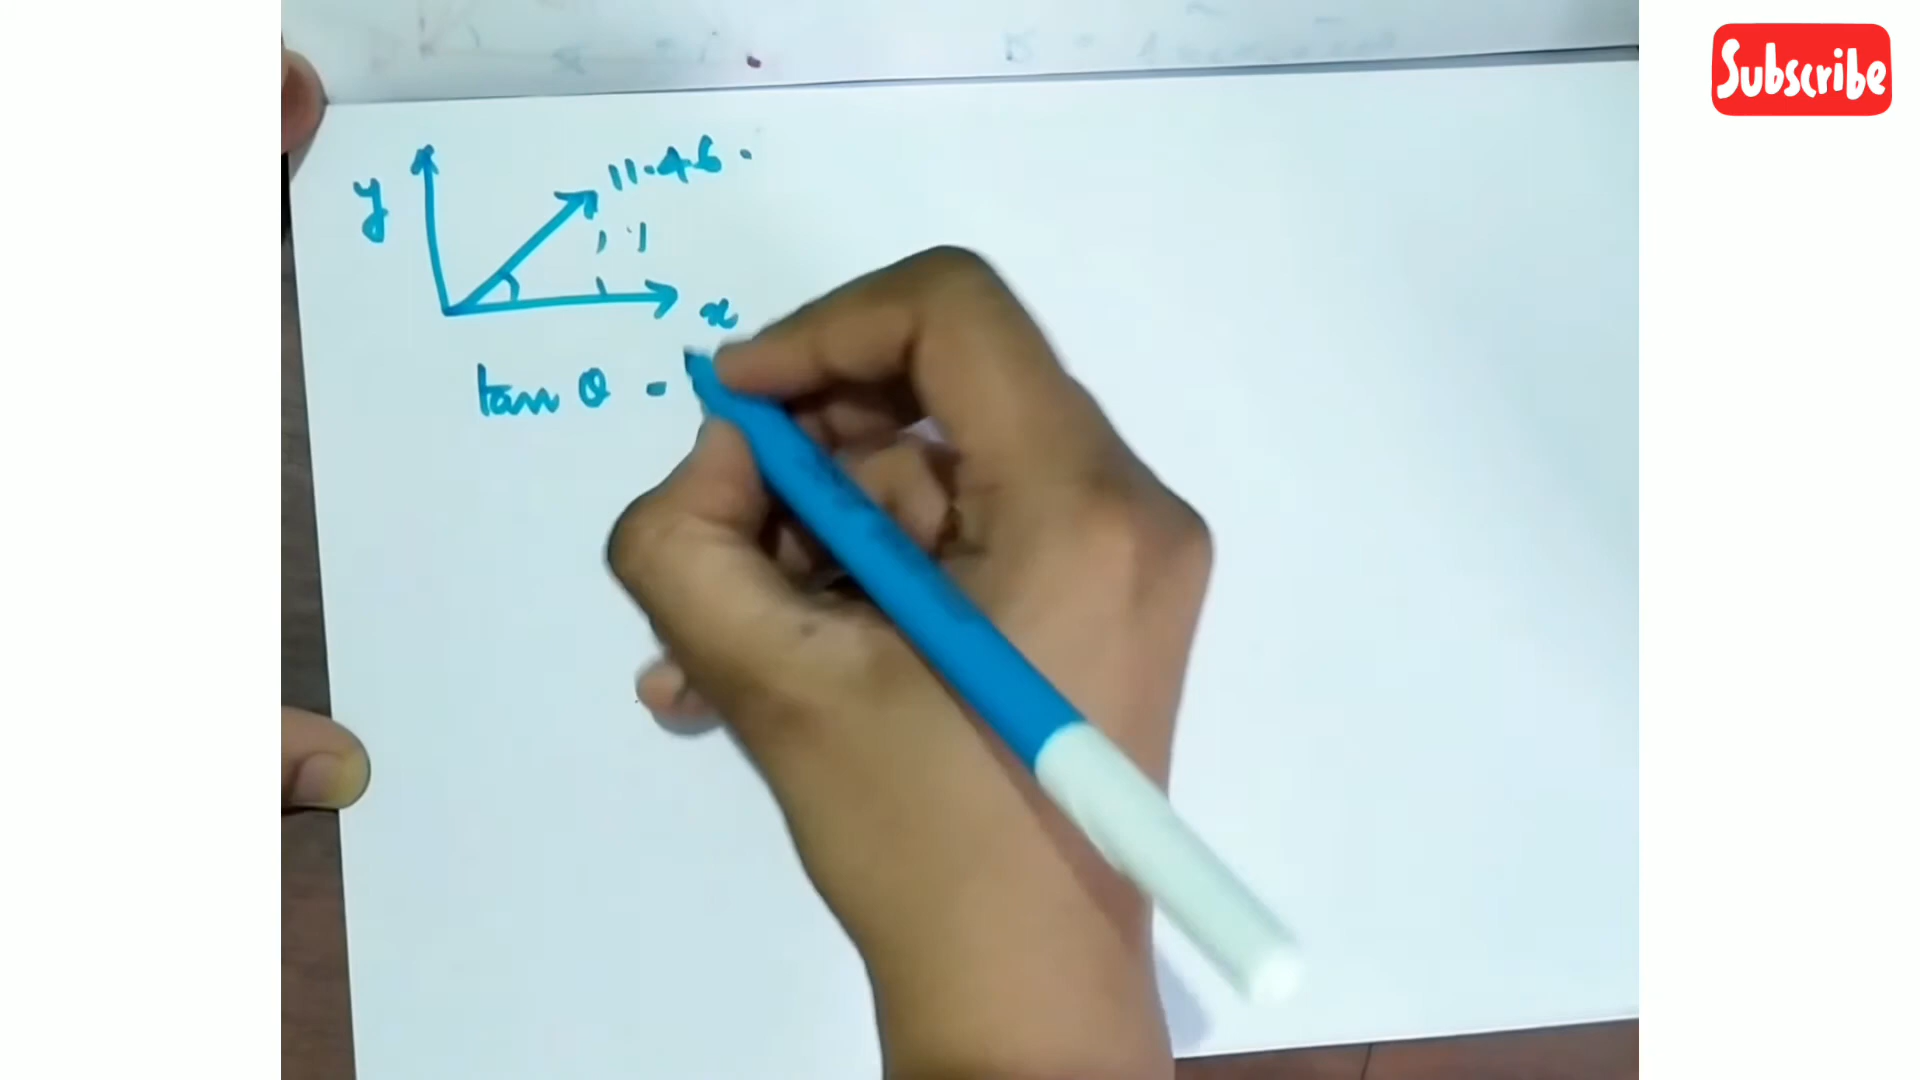 Subscribe
11.46.
y
x
tan θ =